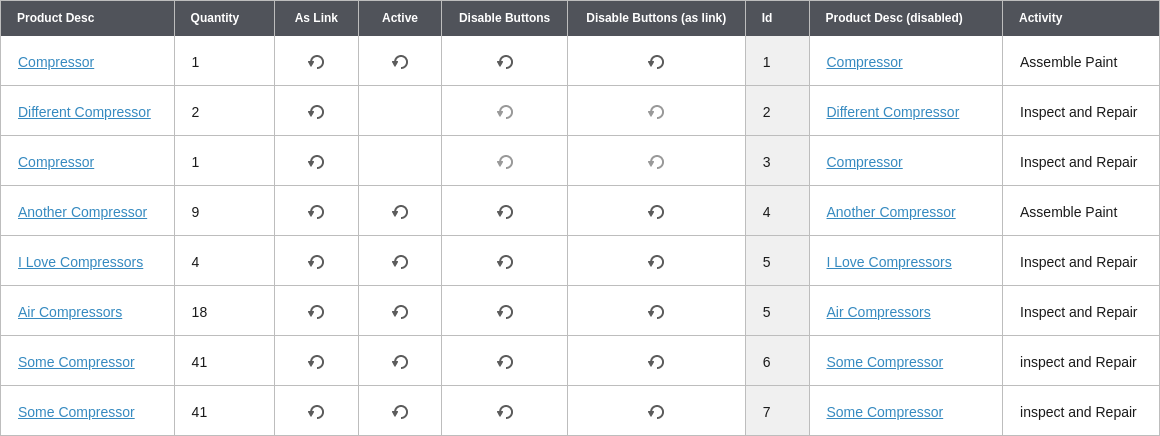 Product Desc Quantity As Link Active Disable Buttons Disable Buttons (as link) Id Product Desc (disabled) Activity
Compressor 1 1 Compressor Assemble Paint
Different Compressor 2 2 Different Compressor Inspect and Repair
Compressor 1 3 Compressor Inspect and Repair
Another Compressor 9 4 Another Compressor Assemble Paint
I Love Compressors 4 5 I Love Compressors Inspect and Repair
Air Compressors 18 5 Air Compressors Inspect and Repair
Some Compressor 41 6 Some Compressor inspect and Repair
Some Compressor 41 7 Some Compressor inspect and Repair